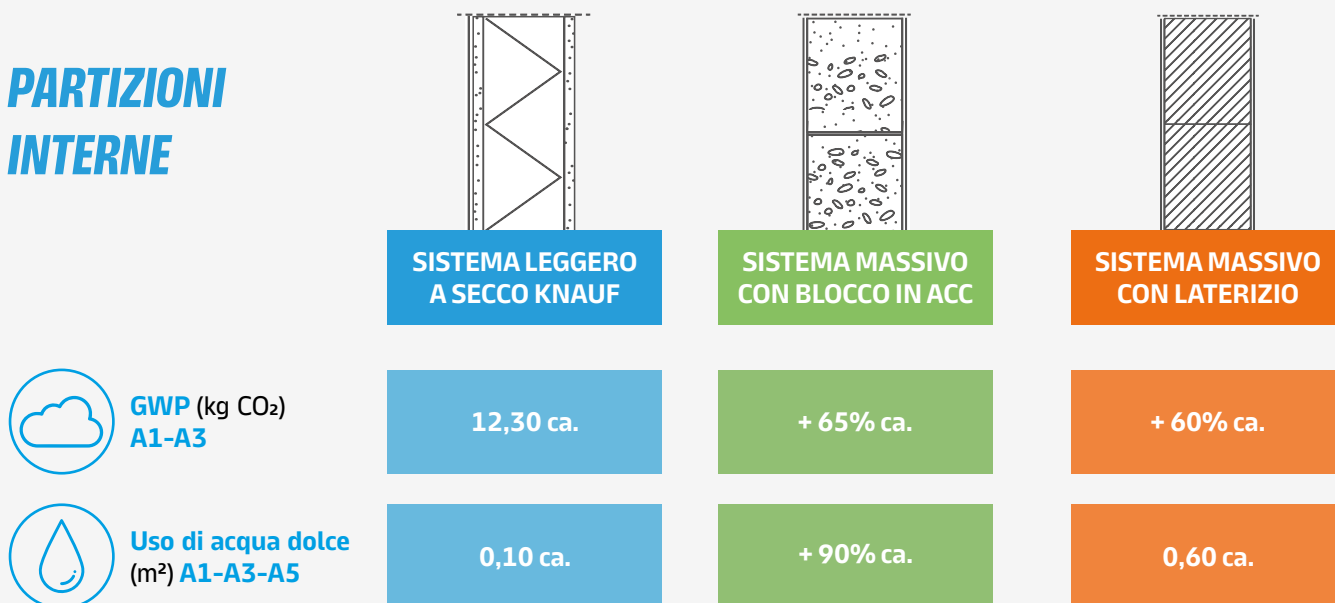 PARTIZIONI
INTERNE
SISTEMA LEGGERO
A SECCO KNAUF
SISTEMA MASSIVO
CON BLOCCO IN ACC
SISTEMA MASSIVO
CON LATERIZIO
GWP (kg CO₂)
A1-A3
12,30 ca.
+ 65% ca.
+ 60% ca.
Uso di acqua dolce
(m²) A1-A3-A5
0,10 ca.
+ 90% ca.
0,60 ca.